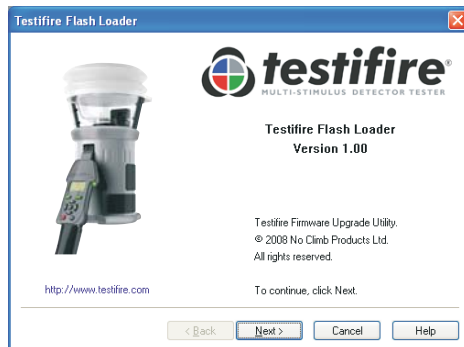 Testifire Flash Loader
testifire®
MULTI-STIMULUS DETECTOR TESTER
Testifire Flash Loader
Version 1.00
Testifire Firmware Upgrade Utility.
© 2008 No Climb Products Ltd.
All rights reserved.
http://www.testifire.com
To continue, click Next.
< Back
Next >
Cancel
Help